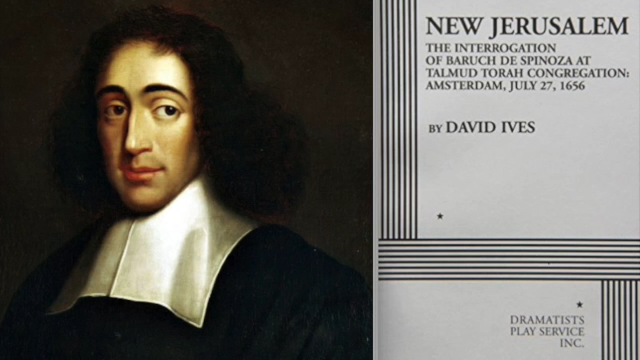 NEW JERUSALEM
THE INTERROGATION
OF BARUCH DE SPINOZA AT
TALMUD TORAH CONGREGATION:
AMSTERDAM, JULY 27, 1656
BY DAVID IVES
DRAMATISTS
PLAY SERVICE
INC.